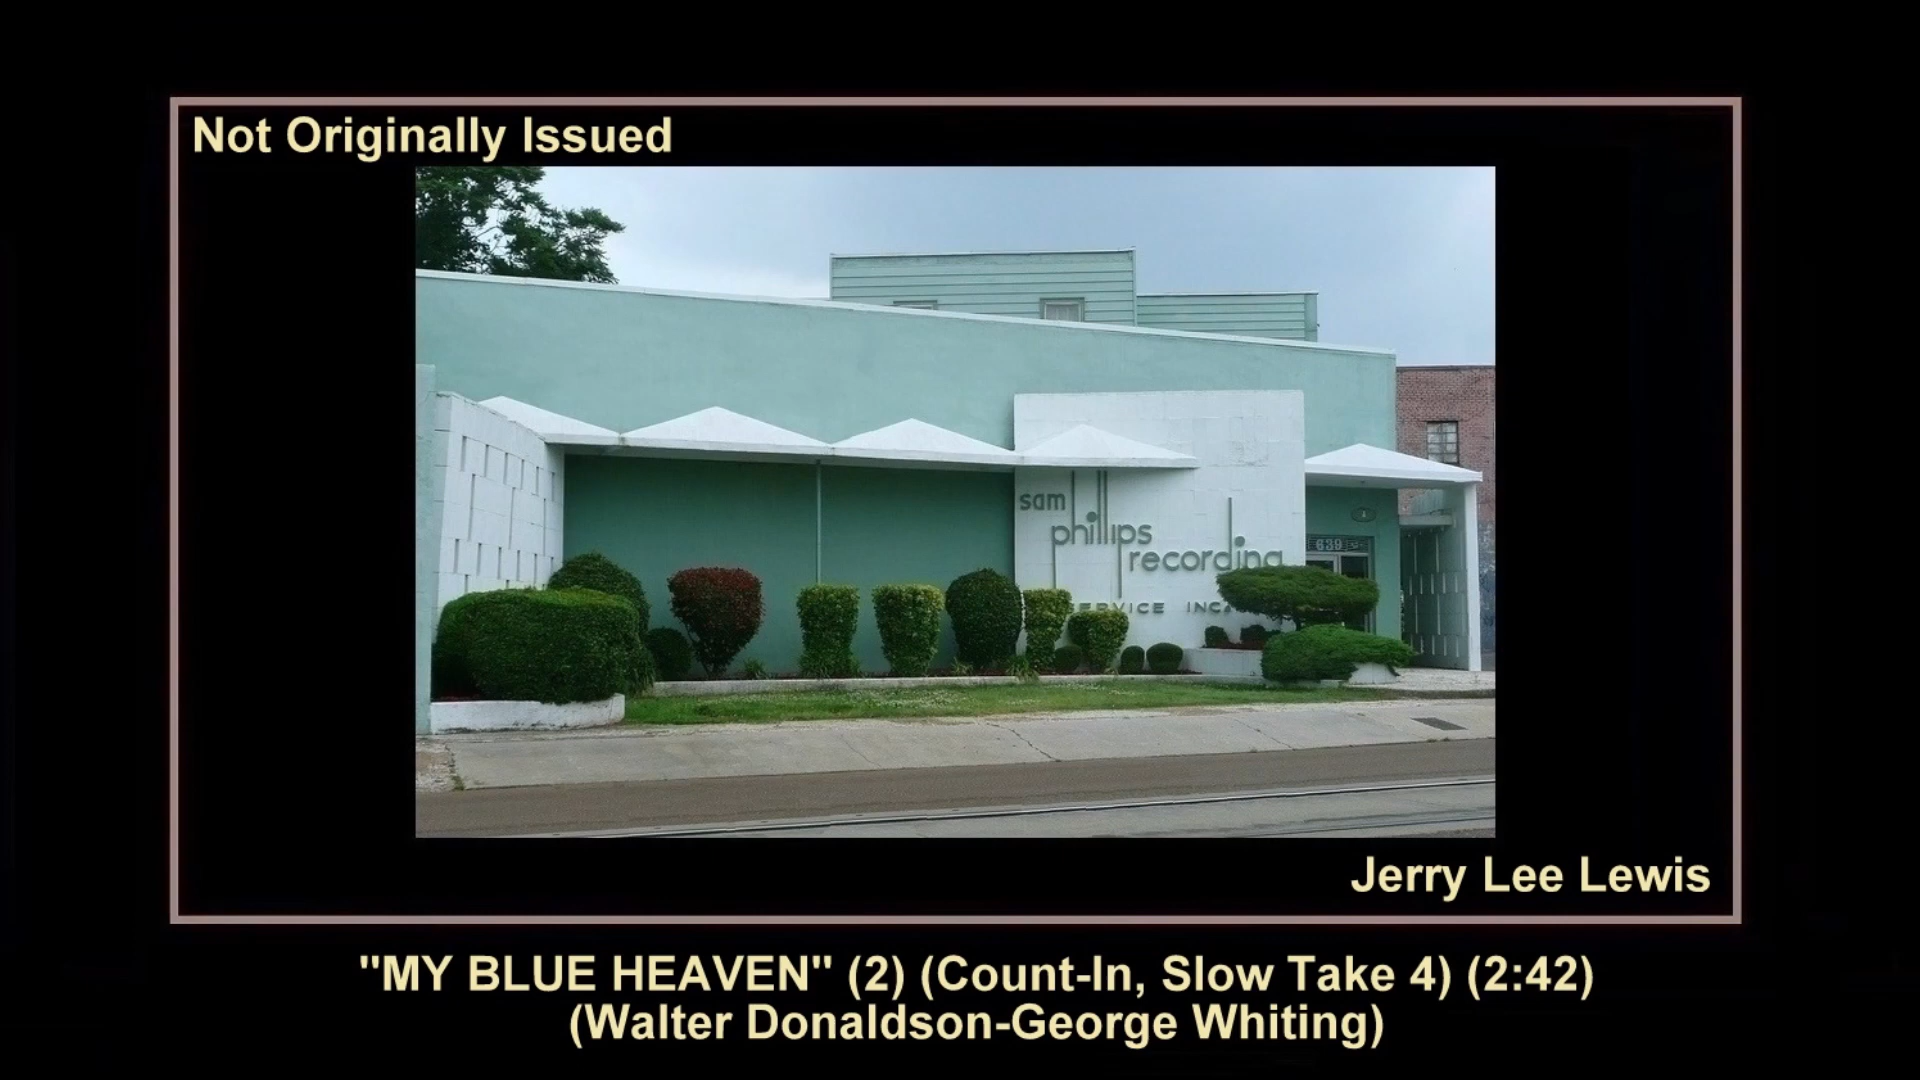 Not Originally Issued
sam
phillips
recording
SERVICE INC.
639
Jerry Lee Lewis
"MY BLUE HEAVEN" (2) (Count-In, Slow Take 4) (2:42)
(Walter Donaldson-George Whiting)